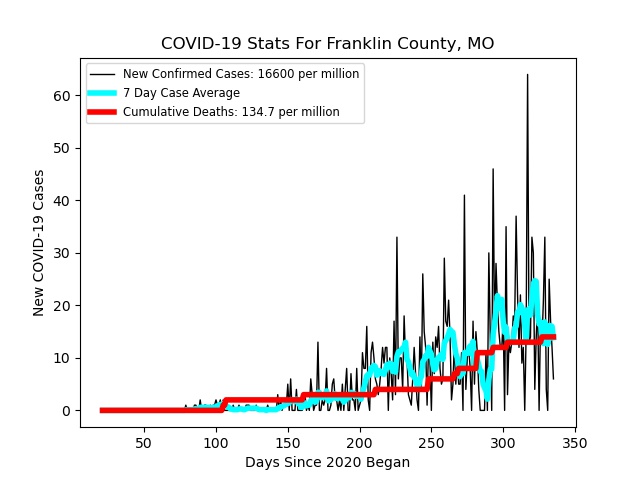 COVID-19 Stats For Franklin County, MO
New Confirmed Cases: 16600 per million
7 Day Case Average
Cumulative Deaths: 134.7 per million
New COVID-19 Cases
60
50
40
30
20
10
0
50 100 150 200 250 300 350
Days Since 2020 Began